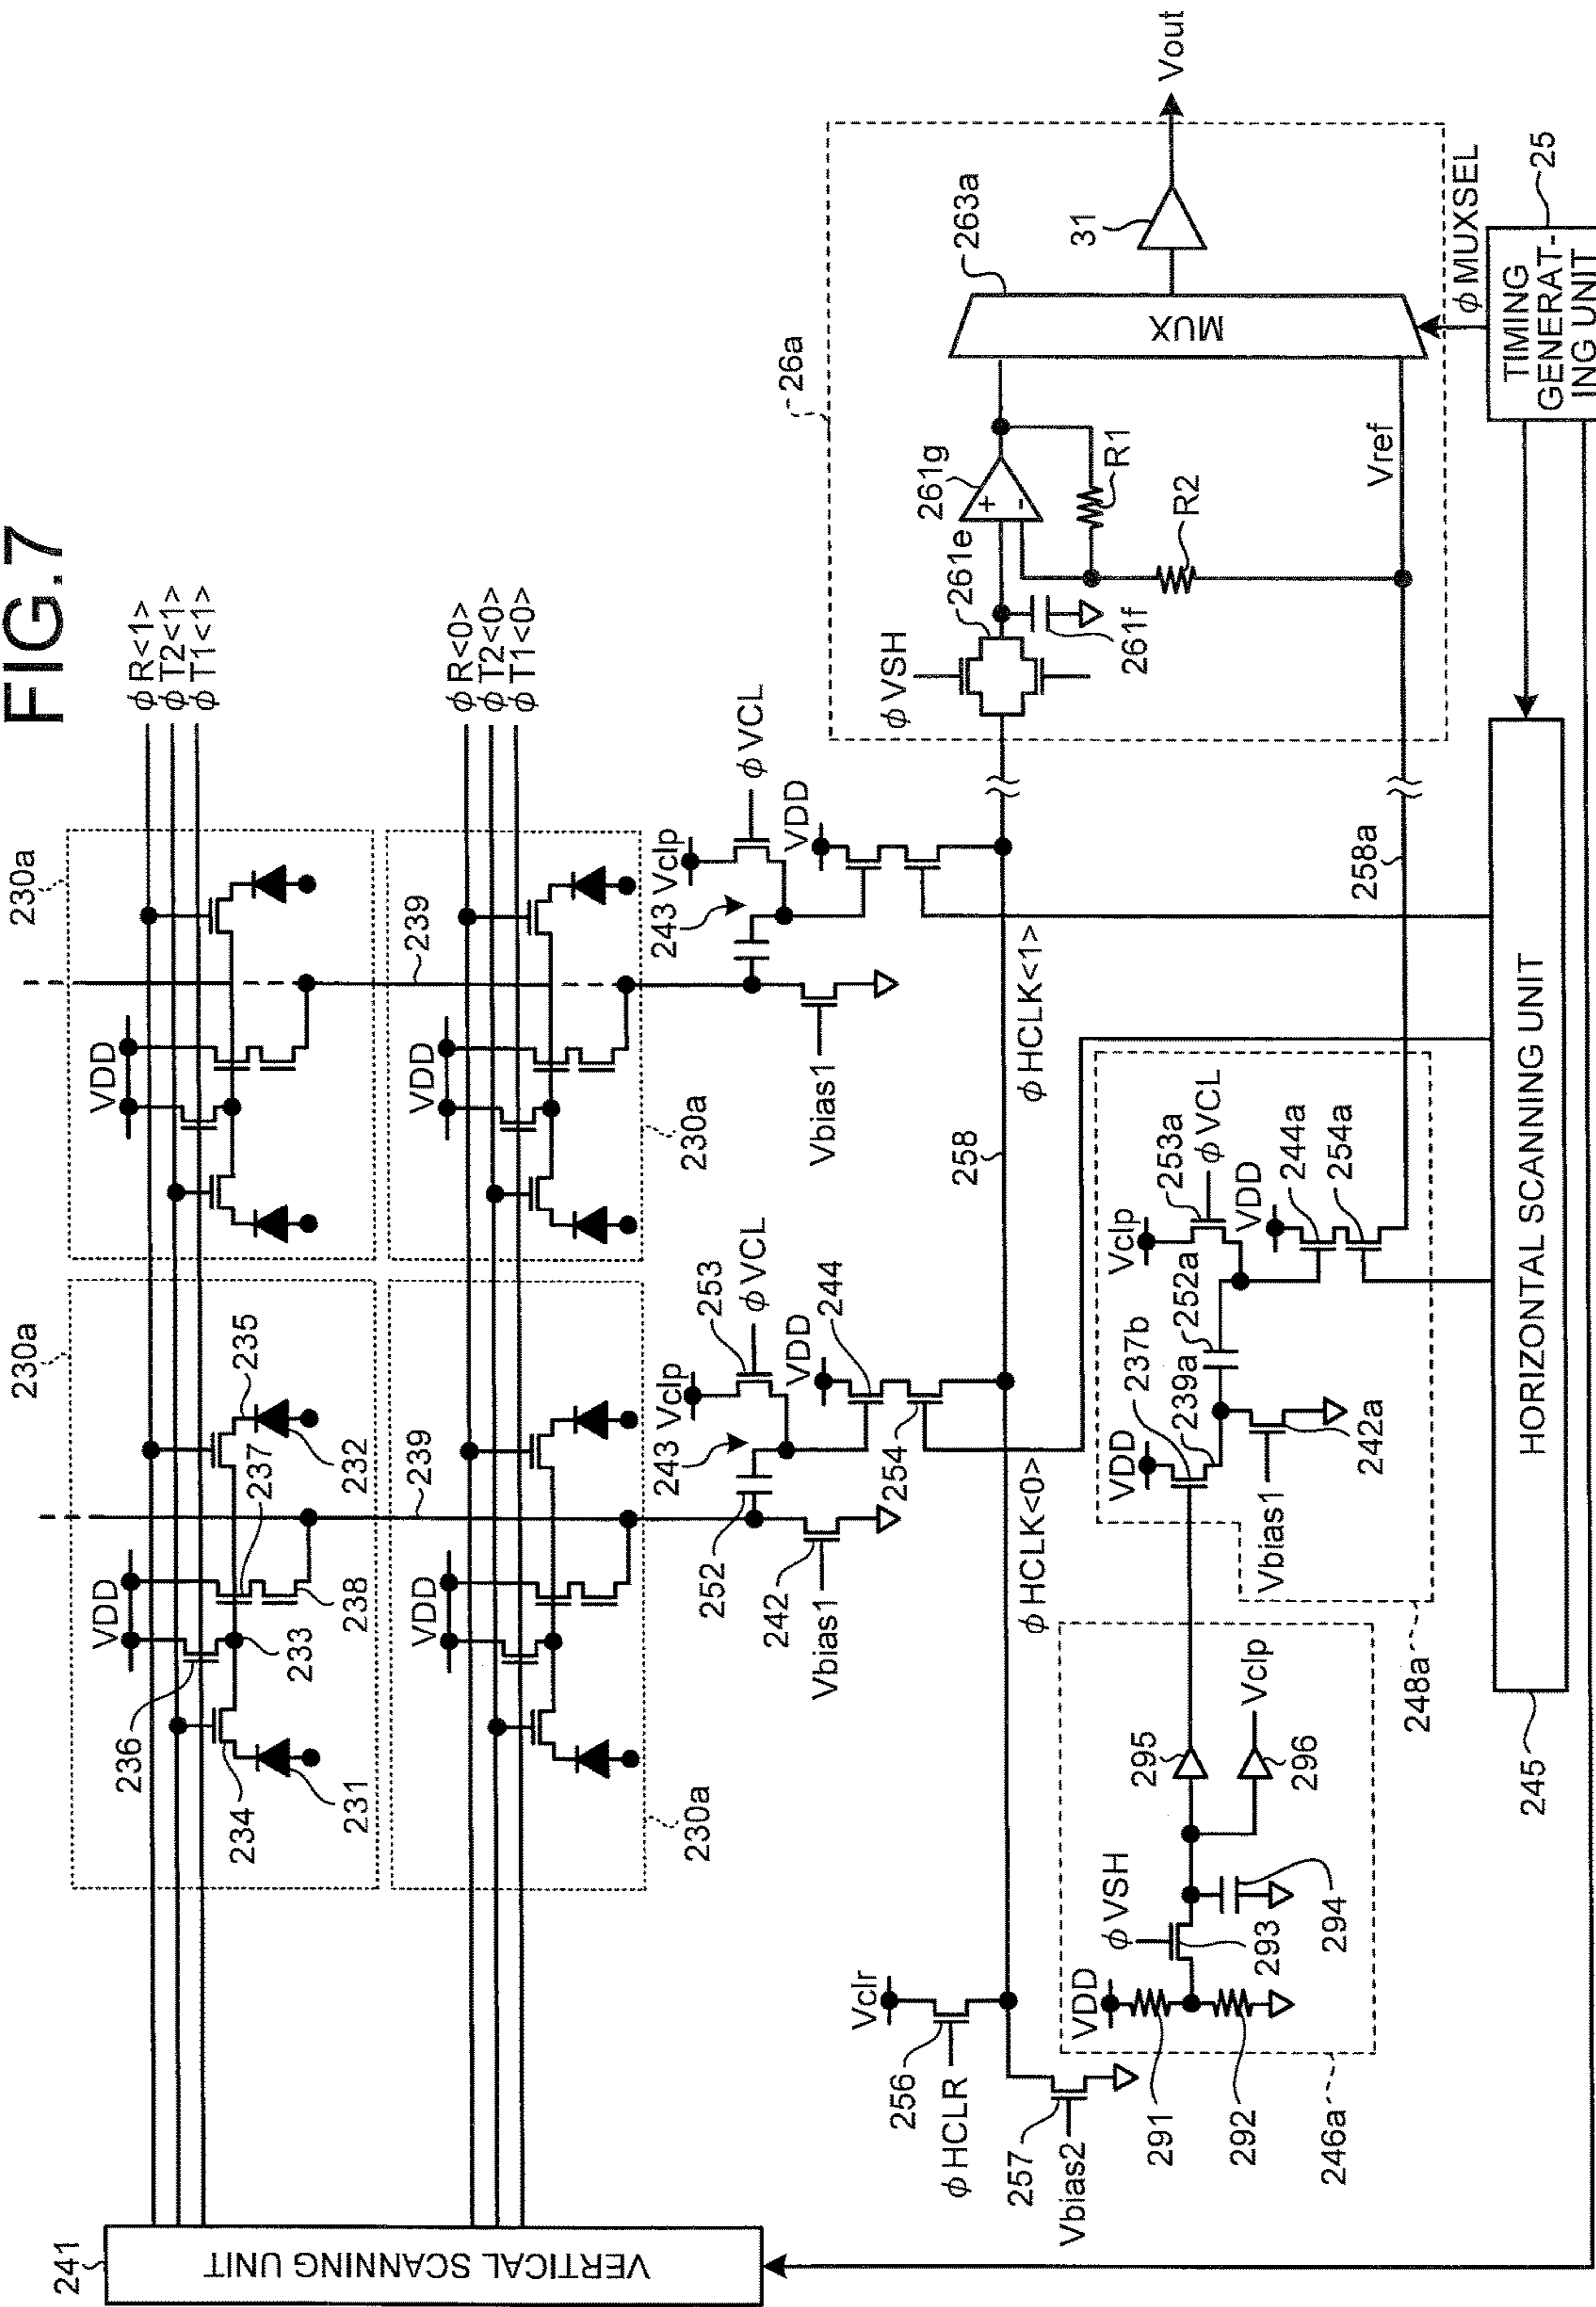 FIG.7
φR<1>
φT2<1>
φT1<1>
φR<0>
φT2<0>
φT1<0>
241
VERTICAL SCANNING UNIT
230a
VDD
236
234
231
233
237
238
235
232
230a
VDD
239
VDD
230a
239
VDD
230a
Vbias1
242
252
243
Vclp
253
φVCL
VDD
244
254
Vbias1
243
Vclp
φVCL
VDD
Vclr
256
φHCLR
257
Vbias2
258
φHCLK<0>
φHCLK<1>
VDD
291
292
φVSH
293
294
295
296
Vclp
246a
VDD
237b
239a
252a
Vclp
253a
φVCL
VDD
244a
254a
Vbias1
242a
248a
258a
26a
φVSH
261e
261f
261g
+
-
R1
R2
Vref
MUX
263a
31
Vout
φMUXSEL
HORIZONTAL SCANNING UNIT
245
TIMING
GENERAT-
ING UNIT
25